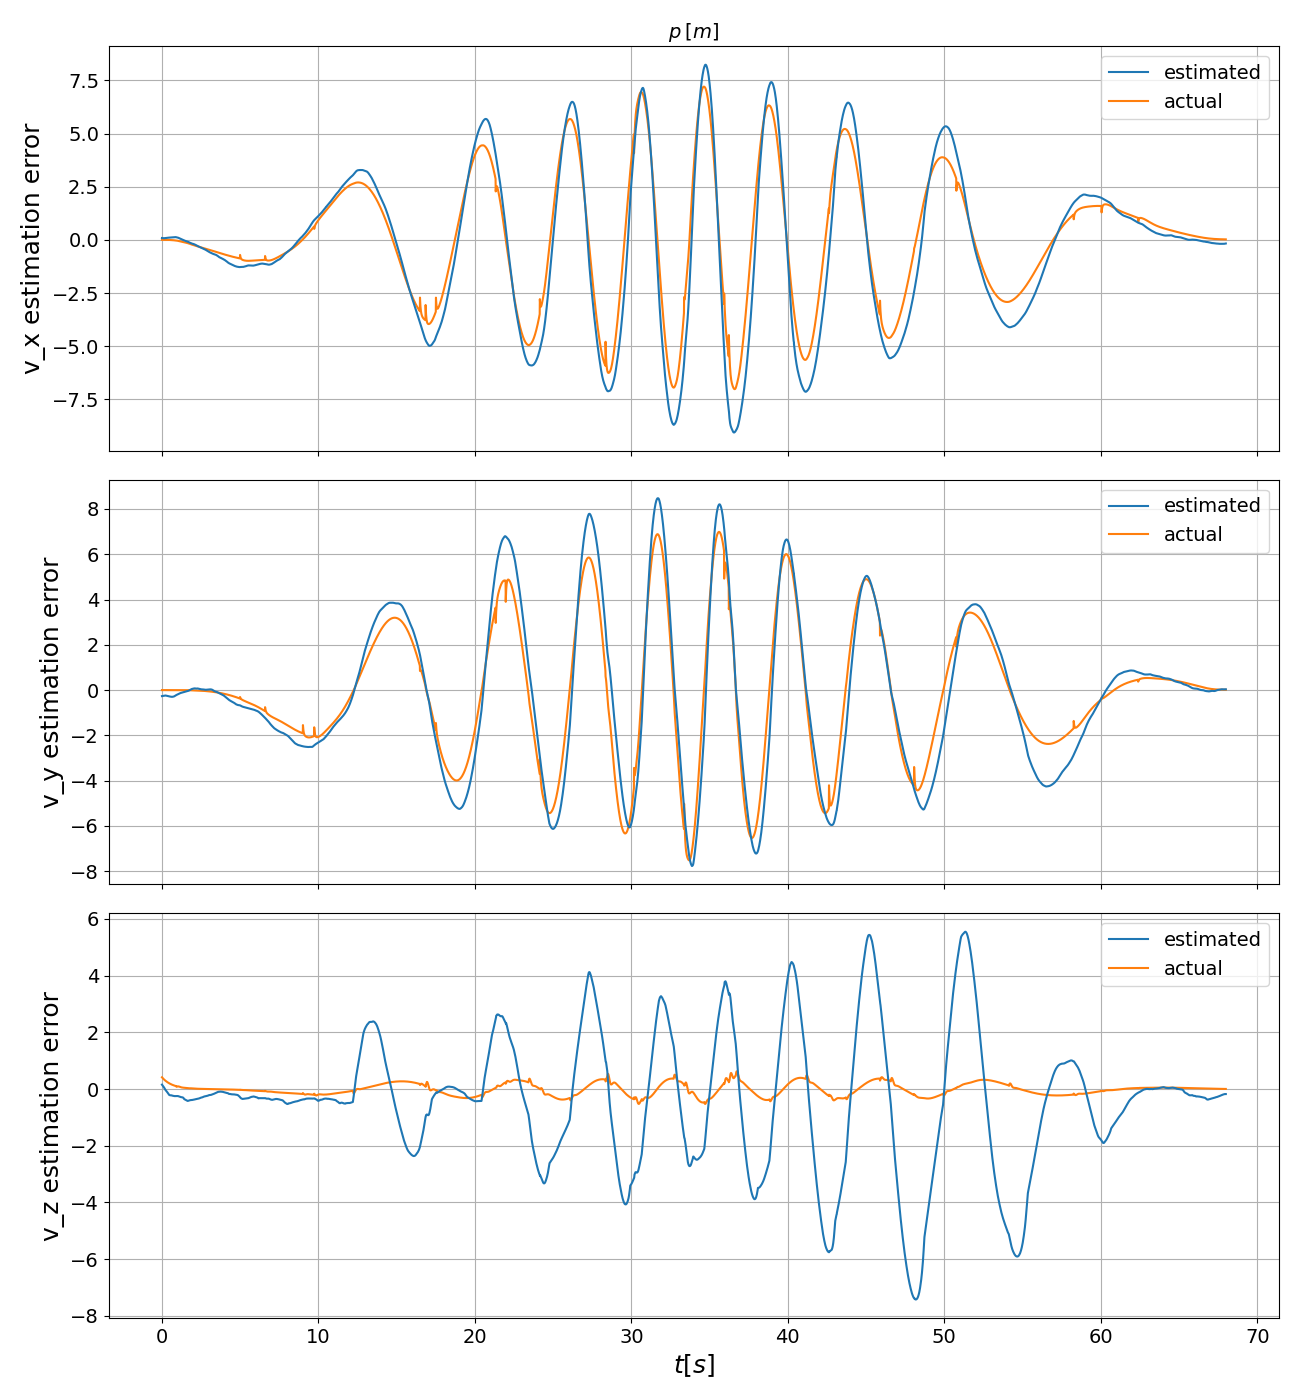 p [m]
v_x estimation error
7.5
5.0
2.5
0.0
−2.5
−5.0
−7.5
estimated
actual
v_y estimation error
8
6
4
2
0
−2
−4
−6
−8
estimated
actual
v_z estimation error
6
4
2
0
−2
−4
−6
−8
estimated
actual
0 10 20 30 40 50 60 70
t[s]